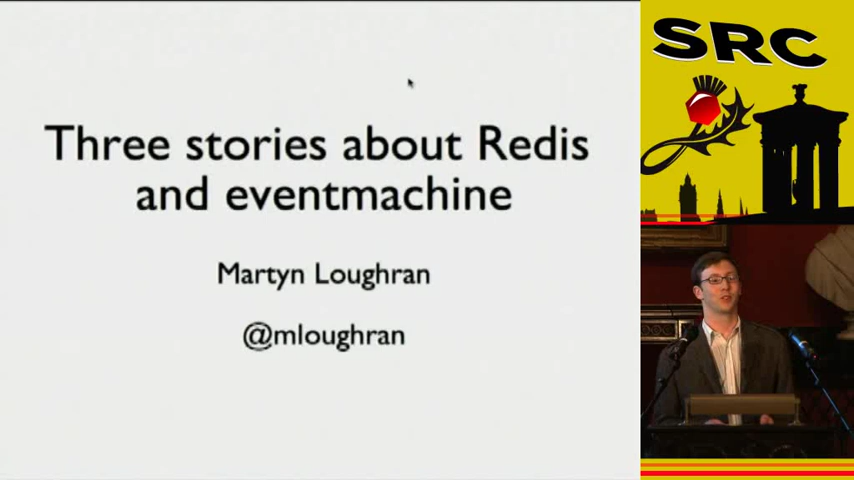 Three stories about Redis
and eventmachine
Martyn Loughran
@mloughran
SRC